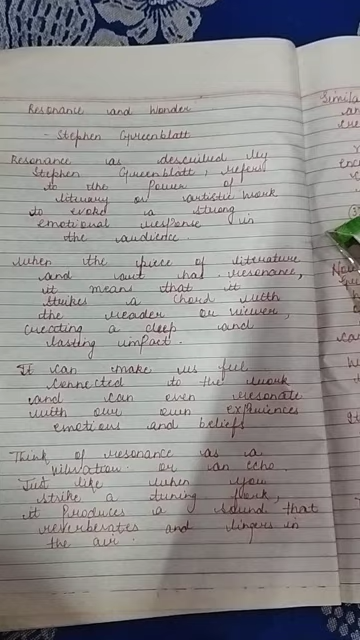 Resonance and Wonder
- Stephen Greenblatt
Resonance as described by
Stephen Greenblatt, refers
to the Power of
literary or artistic work
to evoke a strong
emotional response in
the audience.
When the piece of literature
and art has resonance,
it means that it
strikes a chord with
the reader or viewer,
creating a deep and
lasting impact.
It can make us feel
connected to the work
and can even resonate
with our own experiences
emotions and beliefs
Think of resonance as a
vibration or an echo.
Just like when you
strike a tuning fork,
it Produces a sound that
reverberates and lingers in
the air.
Simila